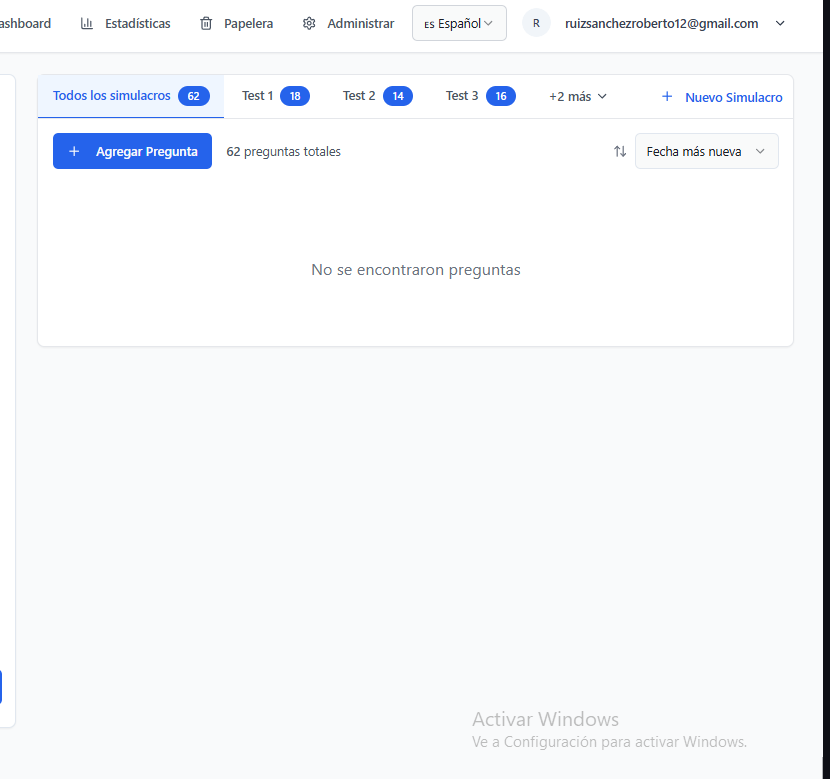 ashboard Estadísticas Papelera Administrar ES Español R ruizsanchezroberto12@gmail.com
Todos los simulacros 62 Test 1 18 Test 2 14 Test 3 16 +2 más + Nuevo Simulacro
+ Agregar Pregunta 62 preguntas totales Fecha más nueva
No se encontraron preguntas
Activar Windows
Ve a Configuración para activar Windows.